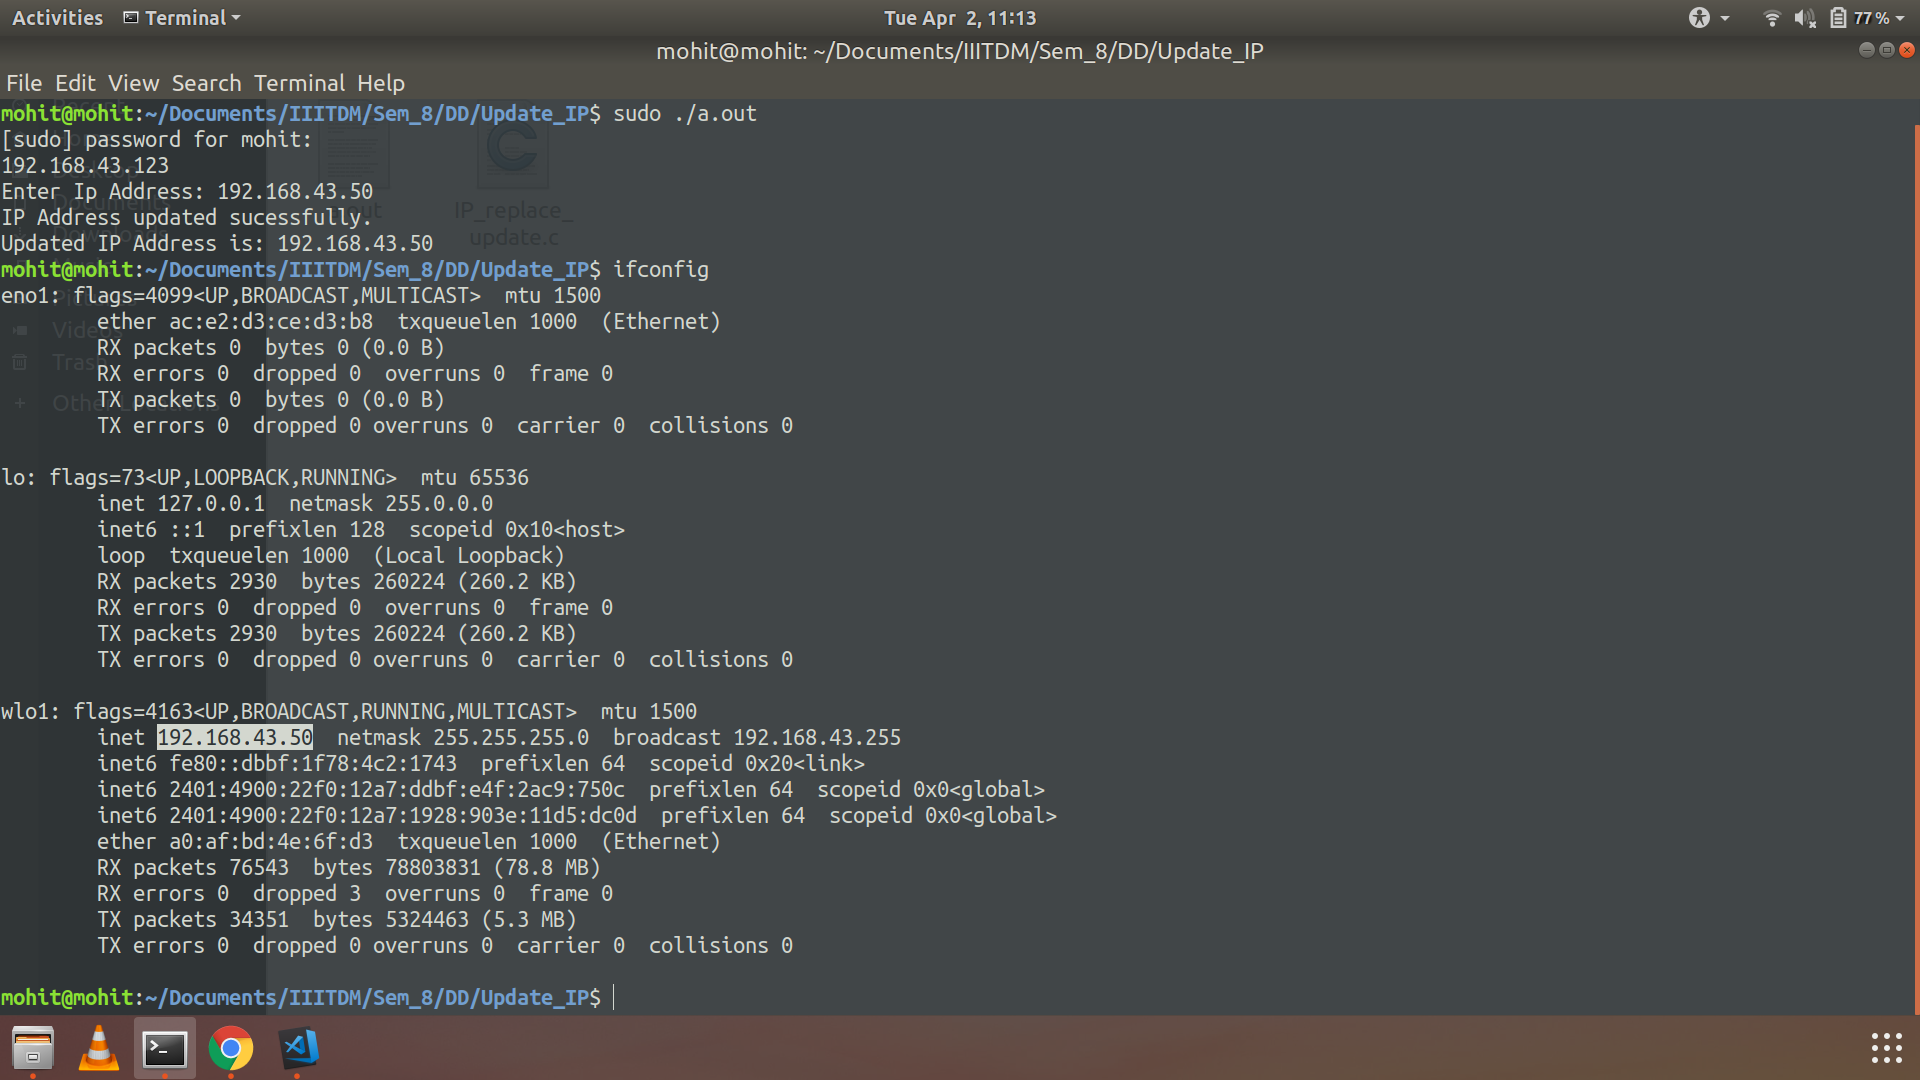 Activities Terminal Tue Apr 2, 11:13 77 %
mohit@mohit: ~/Documents/IIITDM/Sem_8/DD/Update_IP
File Edit View Search Terminal Help
mohit@mohit:~/Documents/IIITDM/Sem_8/DD/Update_IP$ sudo ./a.out
[sudo] password for mohit:
192.168.43.123
Enter Ip Address: 192.168.43.50
IP Address updated sucessfully.
Updated IP Address is: 192.168.43.50
mohit@mohit:~/Documents/IIITDM/Sem_8/DD/Update_IP$ ifconfig
eno1: flags=4099<UP,BROADCAST,MULTICAST>  mtu 1500
        ether ac:e2:d3:ce:d3:b8  txqueuelen 1000  (Ethernet)
        RX packets 0  bytes 0 (0.0 B)
        RX errors 0  dropped 0  overruns 0  frame 0
        TX packets 0  bytes 0 (0.0 B)
        TX errors 0  dropped 0 overruns 0  carrier 0  collisions 0
lo: flags=73<UP,LOOPBACK,RUNNING>  mtu 65536
        inet 127.0.0.1  netmask 255.0.0.0
        inet6 ::1  prefixlen 128  scopeid 0x10<host>
        loop  txqueuelen 1000  (Local Loopback)
        RX packets 2930  bytes 260224 (260.2 KB)
        RX errors 0  dropped 0  overruns 0  frame 0
        TX packets 2930  bytes 260224 (260.2 KB)
        TX errors 0  dropped 0 overruns 0  carrier 0  collisions 0
wlo1: flags=4163<UP,BROADCAST,RUNNING,MULTICAST>  mtu 1500
        inet 192.168.43.50  netmask 255.255.255.0  broadcast 192.168.43.255
        inet6 fe80::dbbf:1f78:4c2:1743  prefixlen 64  scopeid 0x20<link>
        inet6 2401:4900:22f0:12a7:ddbf:e4f:2ac9:750c  prefixlen 64  scopeid 0x0<global>
        inet6 2401:4900:22f0:12a7:1928:903e:11d5:dc0d  prefixlen 64  scopeid 0x0<global>
        ether a0:af:bd:4e:6f:d3  txqueuelen 1000  (Ethernet)
        RX packets 76543  bytes 78803831 (78.8 MB)
        RX errors 0  dropped 3  overruns 0  frame 0
        TX packets 34351  bytes 5324463 (5.3 MB)
        TX errors 0  dropped 0 overruns 0  carrier 0  collisions 0
mohit@mohit:~/Documents/IIITDM/Sem_8/DD/Update_IP$
IP_replace_
update.c
Desktop
Documents
Downloads
Videos
Trash
Other Locations